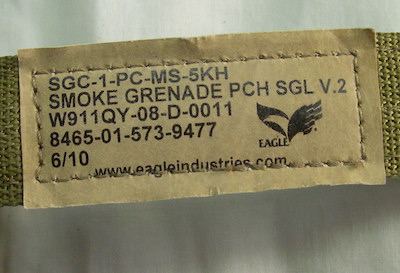 SGC-1-PC-MS-5KH
SMOKE GRENADE PCH SGL V.2
W911QY-08-D-0011
8465-01-573-9477
6/10
EAGLE
www.eagleindustries.com